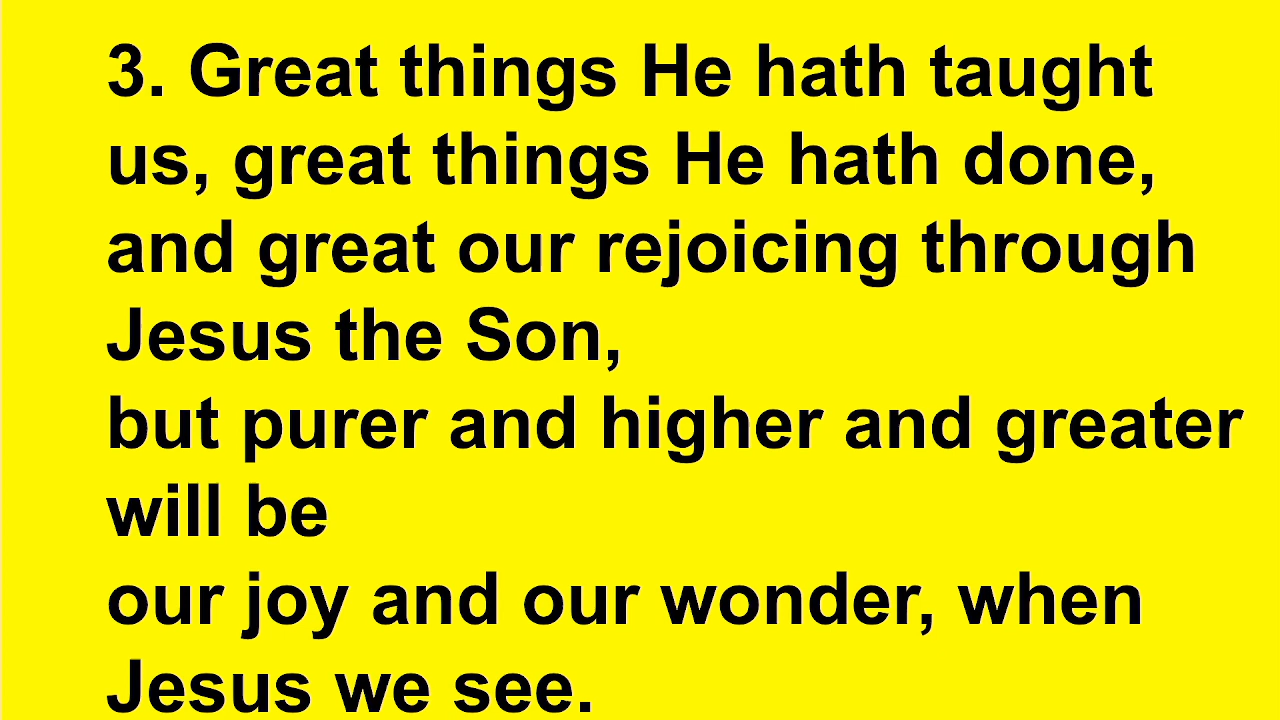 3. Great things He hath taught
us, great things He hath done,
and great our rejoicing through
Jesus the Son,
but purer and higher and greater
will be
our joy and our wonder, when
Jesus we see.